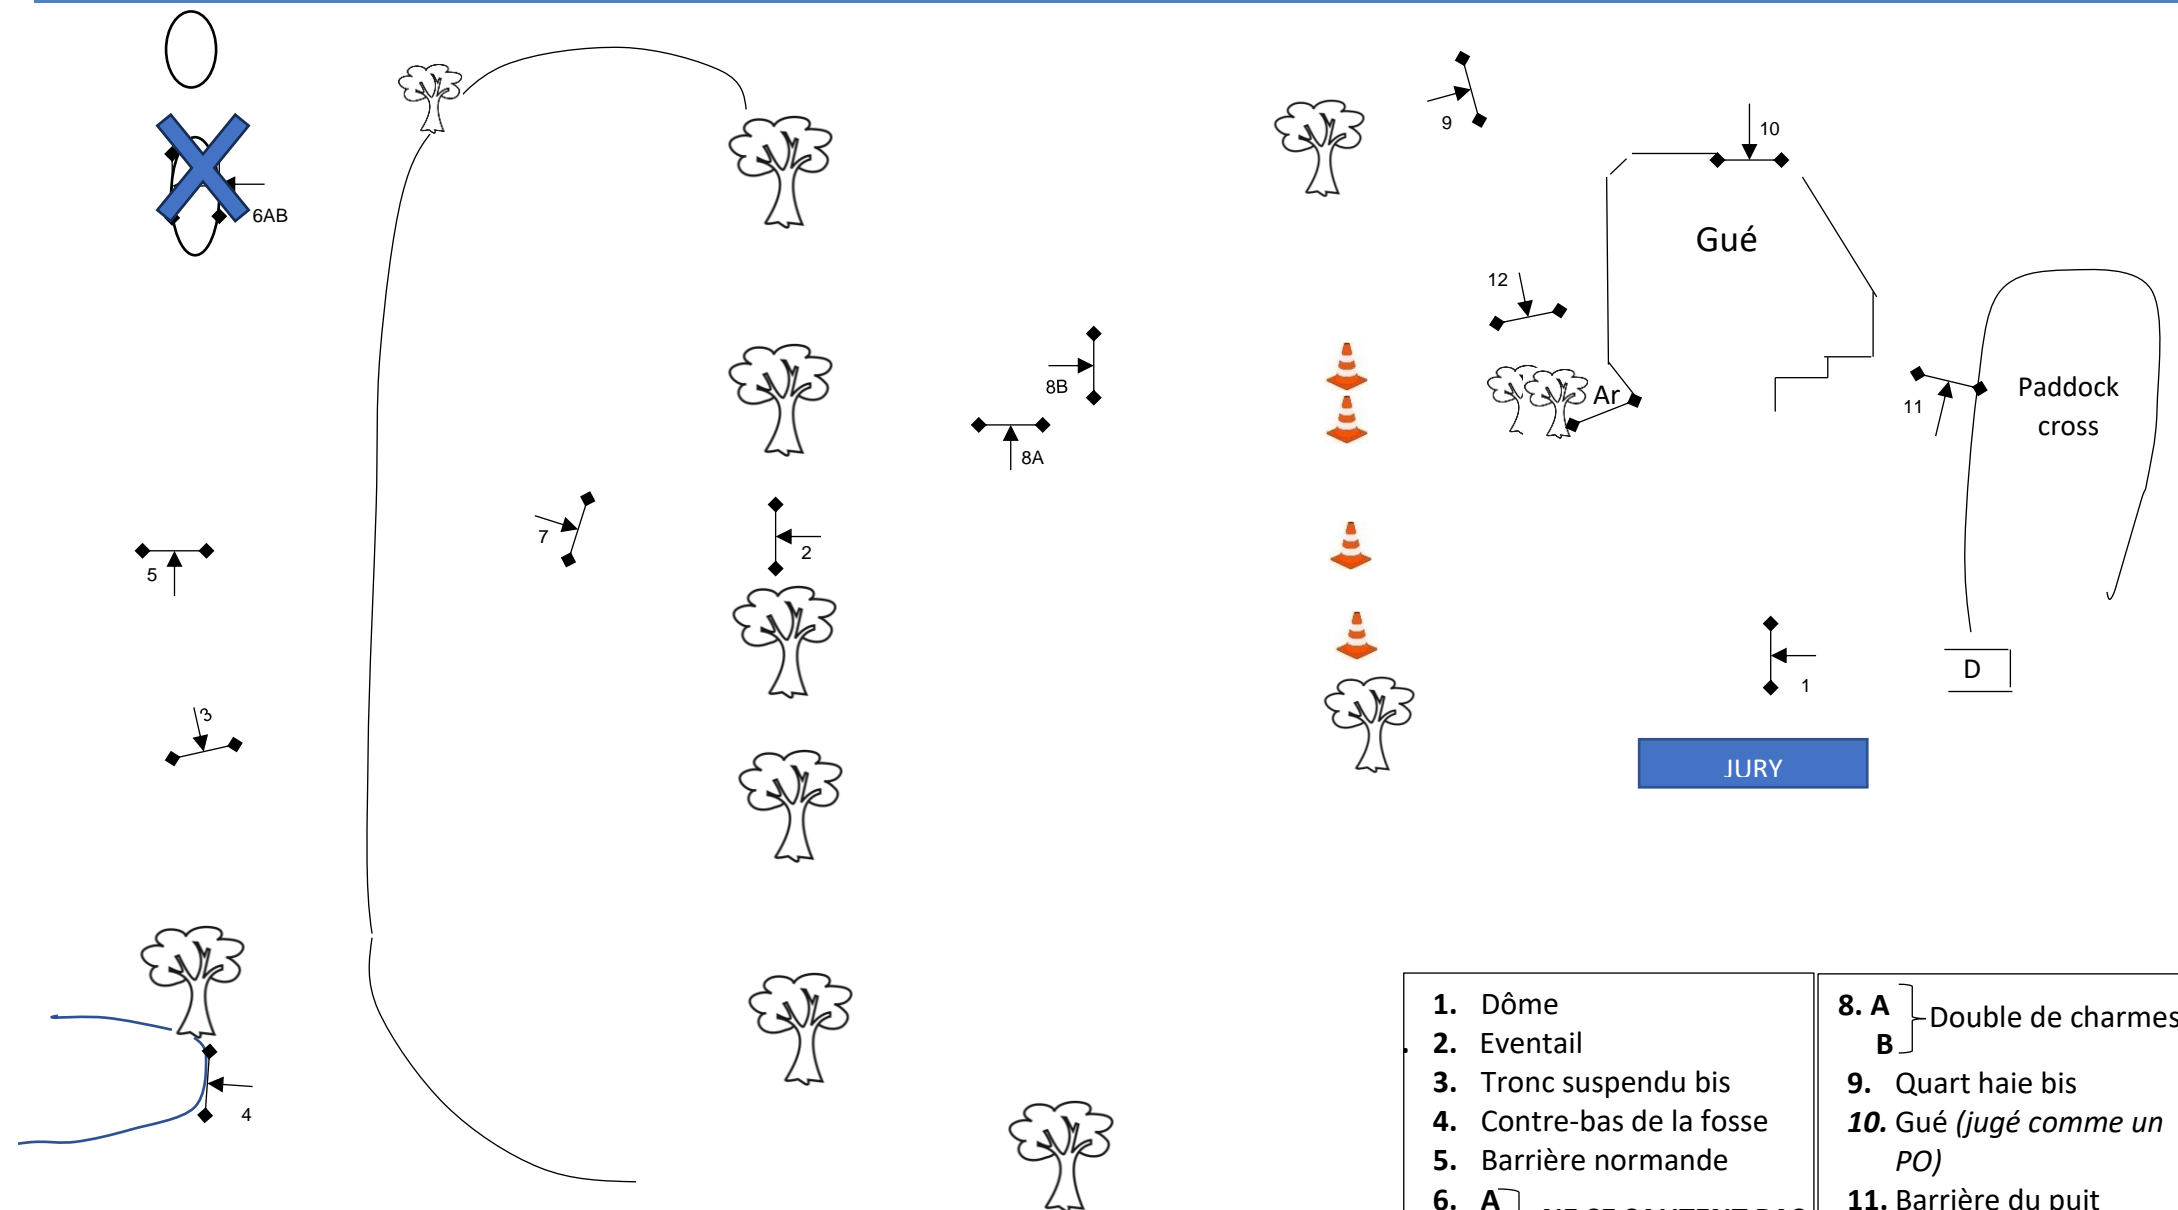 9
10
6AB
Gué
12
8B
Ar
Paddock
cross
11
8A
7
2
5
D
1
3
JURY
4
1. Dôme
2. Eventail
3. Tronc suspendu bis
4. Contre-bas de la fosse
5. Barrière normande
6. A
8. A
B
Double de charmes
9. Quart haie bis
10. Gué (jugé comme un
PO)
11. Barrière du puit